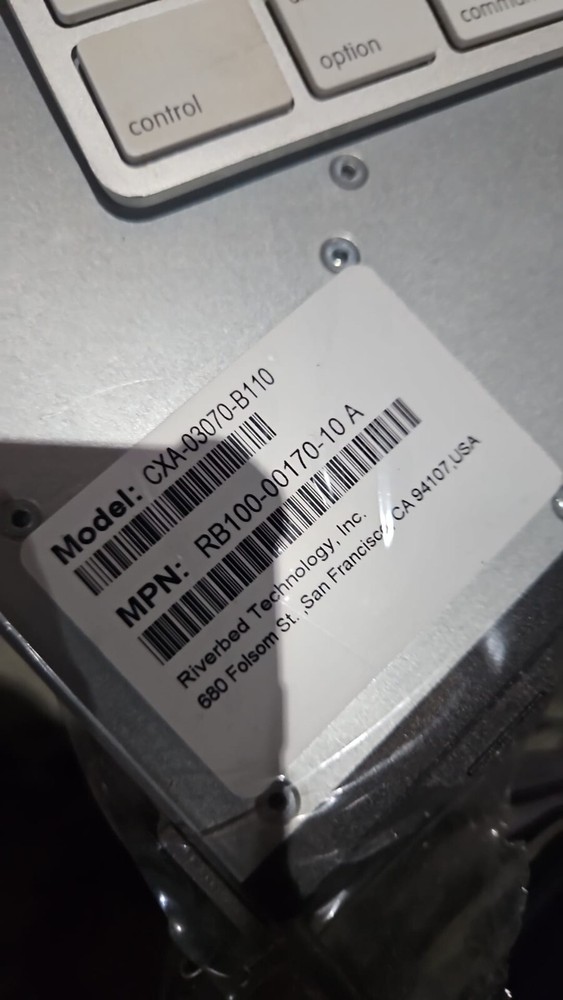 control
option
Model: CXA-03070-B110
MPN: RB100-00170-10 A
Riverbed Technology, Inc.
680 Folsom St. ,San Francisco, CA 94107,USA